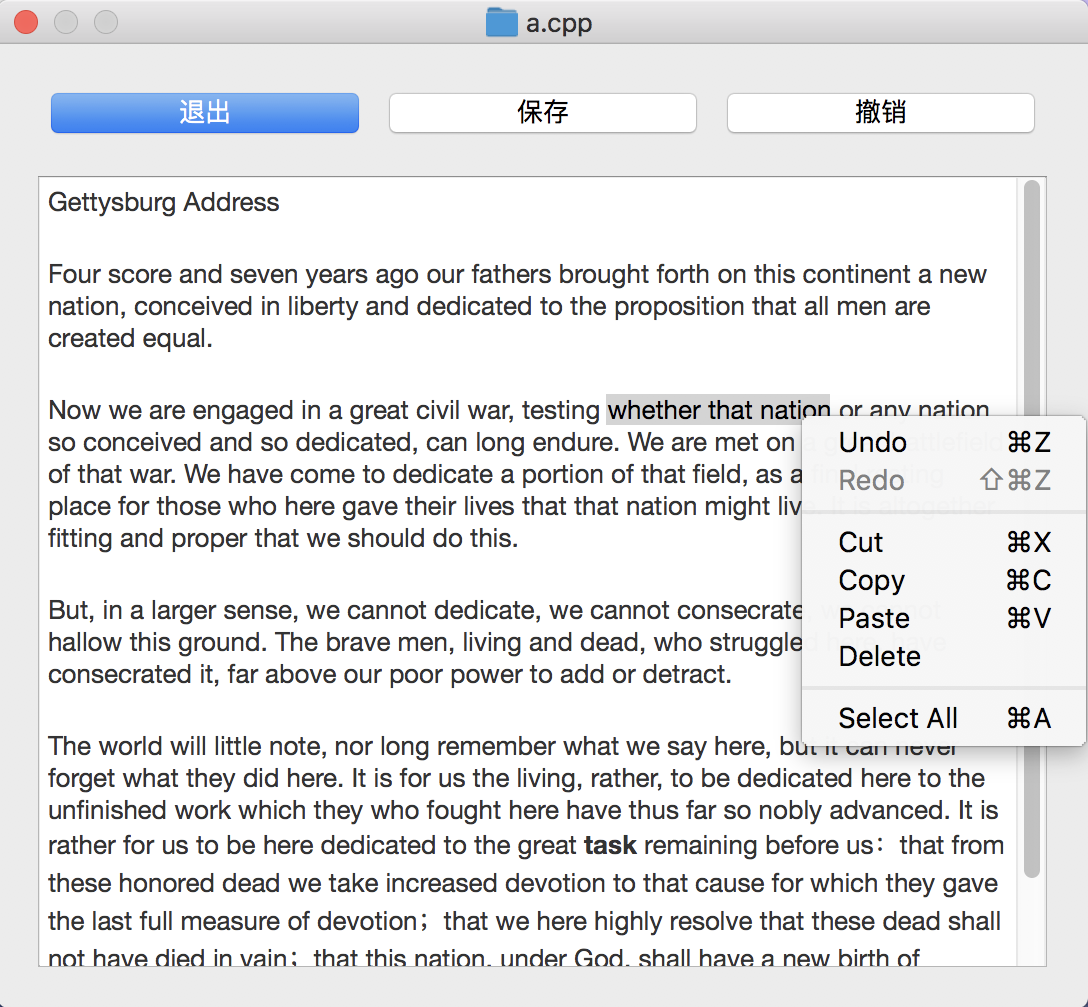 a.cpp
退出
保存
撤销
Gettysburg Address
Four score and seven years ago our fathers brought forth on this continent a new
nation, conceived in liberty and dedicated to the proposition that all men are
created equal.
Now we are engaged in a great civil war, testing whether that nation or any nation
so conceived and so dedicated, can long endure. We are met on
of that war. We have come to dedicate a portion of that field, as a
place for those who here gave their lives that that nation might live. It is altogether
fitting and proper that we should do this.
But, in a larger sense, we cannot dedicate, we cannot consecrate,
hallow this ground. The brave men, living and dead, who struggled here, have
consecrated it, far above our poor power to add or detract.
The world will little note, nor long remember what we say here, but it can never
forget what they did here. It is for us the living, rather, to be dedicated here to the
unfinished work which they who fought here have thus far so nobly advanced. It is
rather for us to be here dedicated to the great task remaining before us：that from
these honored dead we take increased devotion to that cause for which they gave
the last full measure of devotion；that we here highly resolve that these dead shall
not have died in vain；that this nation, under God, shall have a new birth of
Undo ⌘Z
Redo ⇧⌘Z
Cut ⌘X
Copy ⌘C
Paste ⌘V
Delete
Select All ⌘A